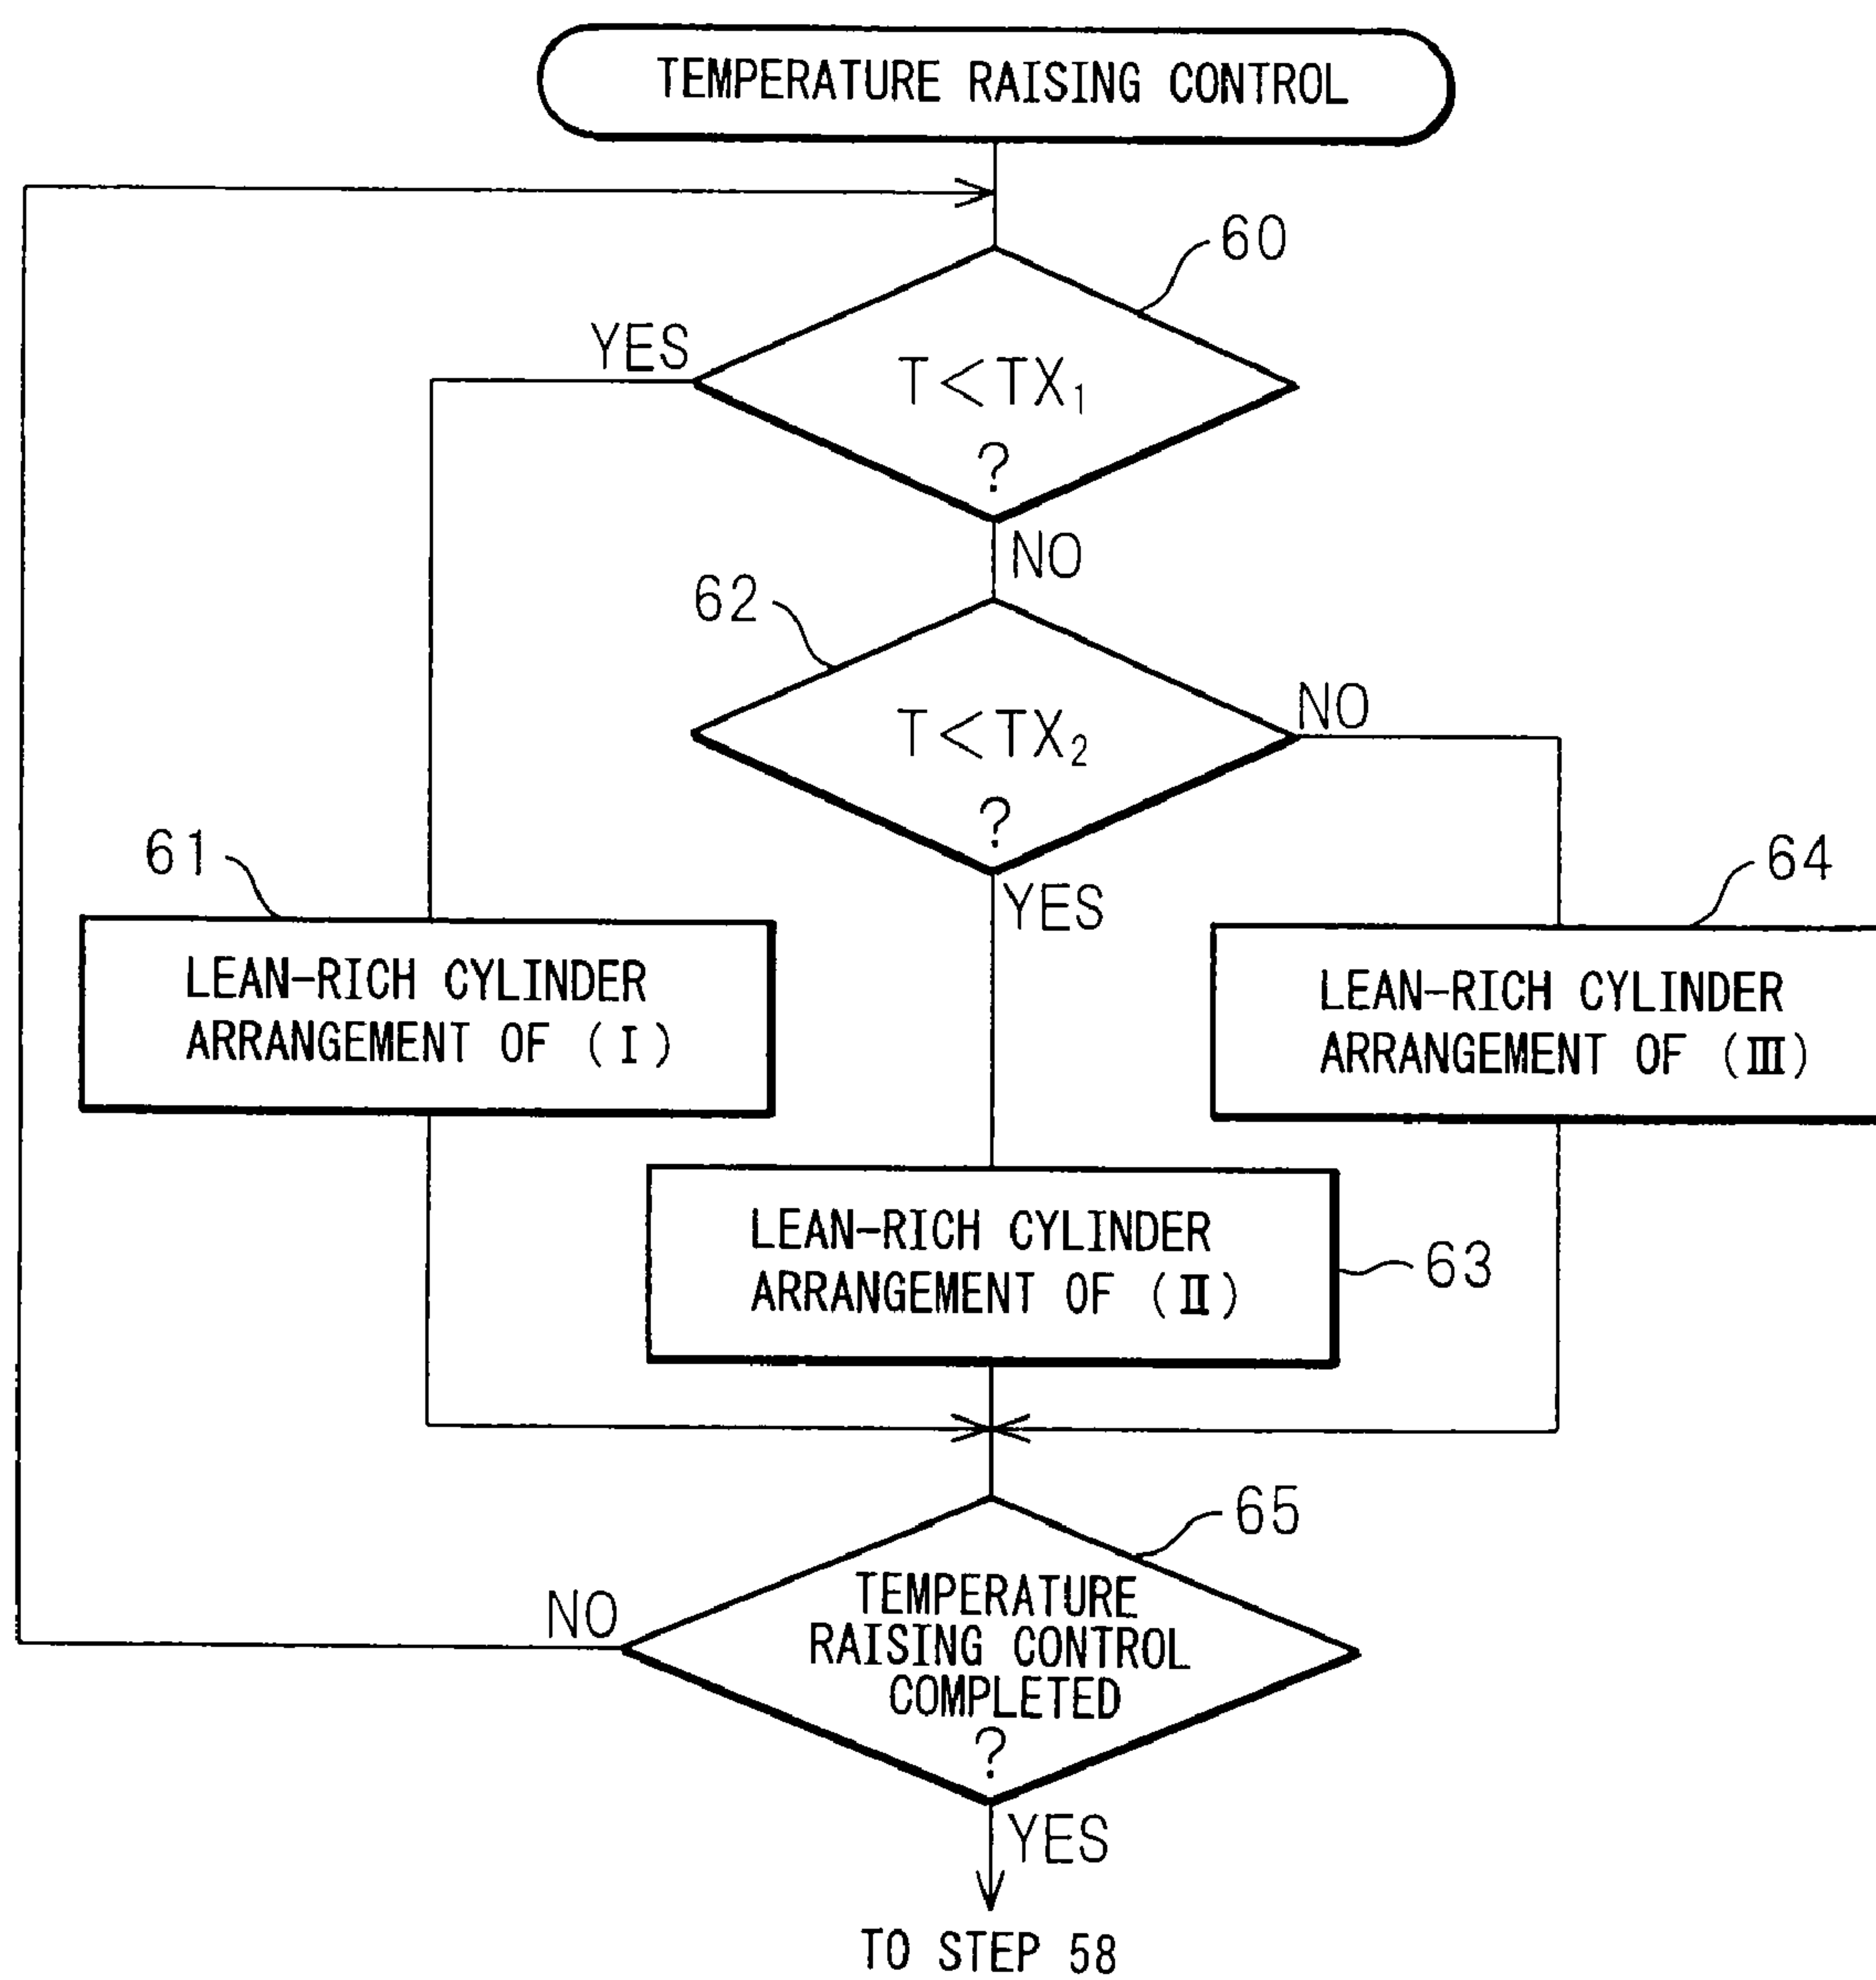 TEMPERATURE RAISING CONTROL
60
YES
T<TX₁
?
NO
62
T<TX₂
?
NO
YES
61
LEAN-RICH CYLINDER
ARRANGEMENT OF (I)
64
LEAN-RICH CYLINDER
ARRANGEMENT OF (III)
LEAN-RICH CYLINDER
ARRANGEMENT OF (II)
63
65
TEMPERATURE
RAISING CONTROL
COMPLETED
?
NO
YES
TO STEP 58